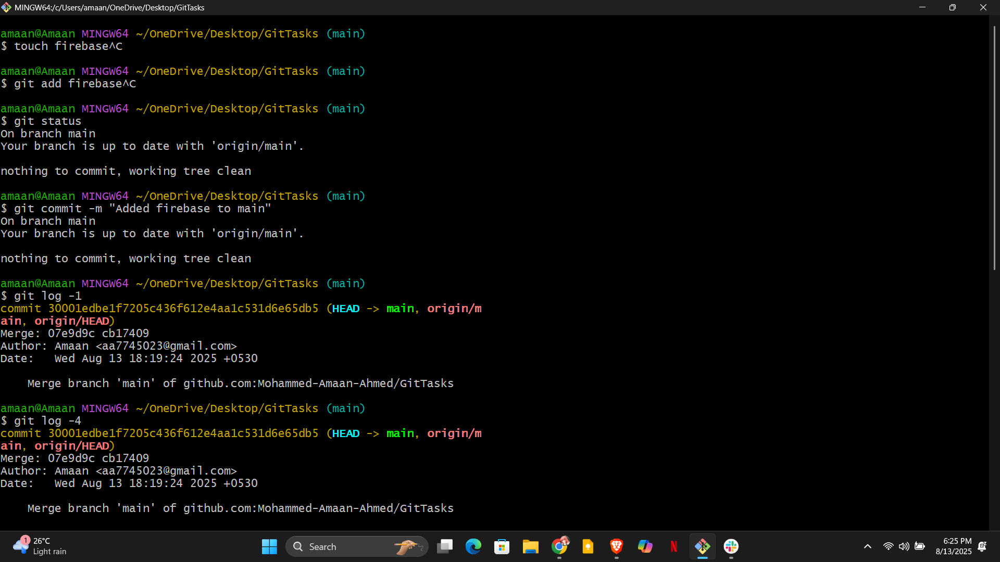 MINGW64:/c/Users/amaan/OneDrive/Desktop/GitTasks
amaan@Amaan MINGW64 ~/OneDrive/Desktop/GitTasks (main)
$ touch firebase^C
amaan@Amaan MINGW64 ~/OneDrive/Desktop/GitTasks (main)
$ git add firebase^C
amaan@Amaan MINGW64 ~/OneDrive/Desktop/GitTasks (main)
$ git status
On branch main
Your branch is up to date with 'origin/main'.
nothing to commit, working tree clean
amaan@Amaan MINGW64 ~/OneDrive/Desktop/GitTasks (main)
$ git commit -m "Added firebase to main"
On branch main
Your branch is up to date with 'origin/main'.
nothing to commit, working tree clean
amaan@Amaan MINGW64 ~/OneDrive/Desktop/GitTasks (main)
$ git log -1
commit 30001edbe1f7205c436f612e4aa1c531d6e65db5 (HEAD -> main, origin/m
ain, origin/HEAD)
Merge: 07e9d9c cb17409
Author: Amaan <aa7745023@gmail.com>
Date:   Wed Aug 13 18:19:24 2025 +0530
    Merge branch 'main' of github.com:Mohammed-Amaan-Ahmed/GitTasks
amaan@Amaan MINGW64 ~/OneDrive/Desktop/GitTasks (main)
$ git log -4
commit 30001edbe1f7205c436f612e4aa1c531d6e65db5 (HEAD -> main, origin/m
ain, origin/HEAD)
Merge: 07e9d9c cb17409
Author: Amaan <aa7745023@gmail.com>
Date:   Wed Aug 13 18:19:24 2025 +0530
    Merge branch 'main' of github.com:Mohammed-Amaan-Ahmed/GitTasks
1
26°C
Light rain
Search
N
6:25 PM
8/13/2025